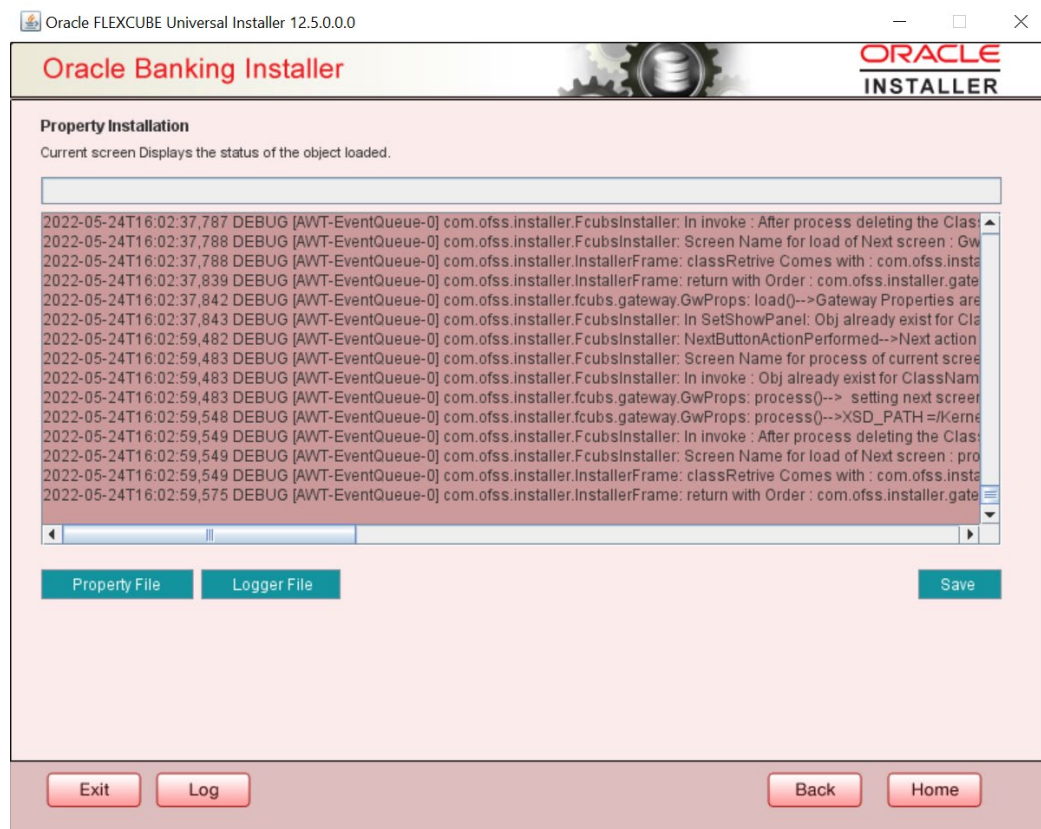 Oracle FLEXCUBE Universal Installer 12.5.0.0.0
Oracle Banking Installer
ORACLE
INSTALLER
Property Installation
Current screen Displays the status of the object loaded.
2022-05-24T16:02:37,787 DEBUG [AWT-EventQueue-0] com.ofss.installer.FcubsInstaller: In invoke : After process deleting the Clas
2022-05-24T16:02:37,788 DEBUG [AWT-EventQueue-0] com.ofss.installer.FcubsInstaller: Screen Name for load of Next screen : Gw
2022-05-24T16:02:37,788 DEBUG [AWT-EventQueue-0] com.ofss.installer.InstallerFrame: classRetrive Comes with : com.ofss.insta
2022-05-24T16:02:37,839 DEBUG [AWT-EventQueue-0] com.ofss.installer.InstallerFrame: return with Order : com.ofss.installer.gate
2022-05-24T16:02:37,842 DEBUG [AWT-EventQueue-0] com.ofss.installer.fcubs.gateway.GwProps: load()-->Gateway Properties are
2022-05-24T16:02:37,843 DEBUG [AWT-EventQueue-0] com.ofss.installer.FcubsInstaller: In SetShowPanel: Obj already exist for Cla
2022-05-24T16:02:59,482 DEBUG [AWT-EventQueue-0] com.ofss.installer.FcubsInstaller: NextButtonActionPerformed-->Next action
2022-05-24T16:02:59,483 DEBUG [AWT-EventQueue-0] com.ofss.installer.FcubsInstaller: Screen Name for process of current scree
2022-05-24T16:02:59,483 DEBUG [AWT-EventQueue-0] com.ofss.installer.FcubsInstaller: In invoke : Obj already exist for ClassNam
2022-05-24T16:02:59,483 DEBUG [AWT-EventQueue-0] com.ofss.installer.fcubs.gateway.GwProps: process()--> setting next screen
2022-05-24T16:02:59,548 DEBUG [AWT-EventQueue-0] com.ofss.installer.fcubs.gateway.GwProps: process()-->XSD_PATH =/Kerne
2022-05-24T16:02:59,549 DEBUG [AWT-EventQueue-0] com.ofss.installer.FcubsInstaller: In invoke : After process deleting the Clas
2022-05-24T16:02:59,549 DEBUG [AWT-EventQueue-0] com.ofss.installer.FcubsInstaller: Screen Name for load of Next screen : pro
2022-05-24T16:02:59,549 DEBUG [AWT-EventQueue-0] com.ofss.installer.InstallerFrame: classRetrive Comes with : com.ofss.insta
2022-05-24T16:02:59,575 DEBUG [AWT-EventQueue-0] com.ofss.installer.InstallerFrame: return with Order : com.ofss.installer.gate
Property File Logger File Save
Exit Log Back Home